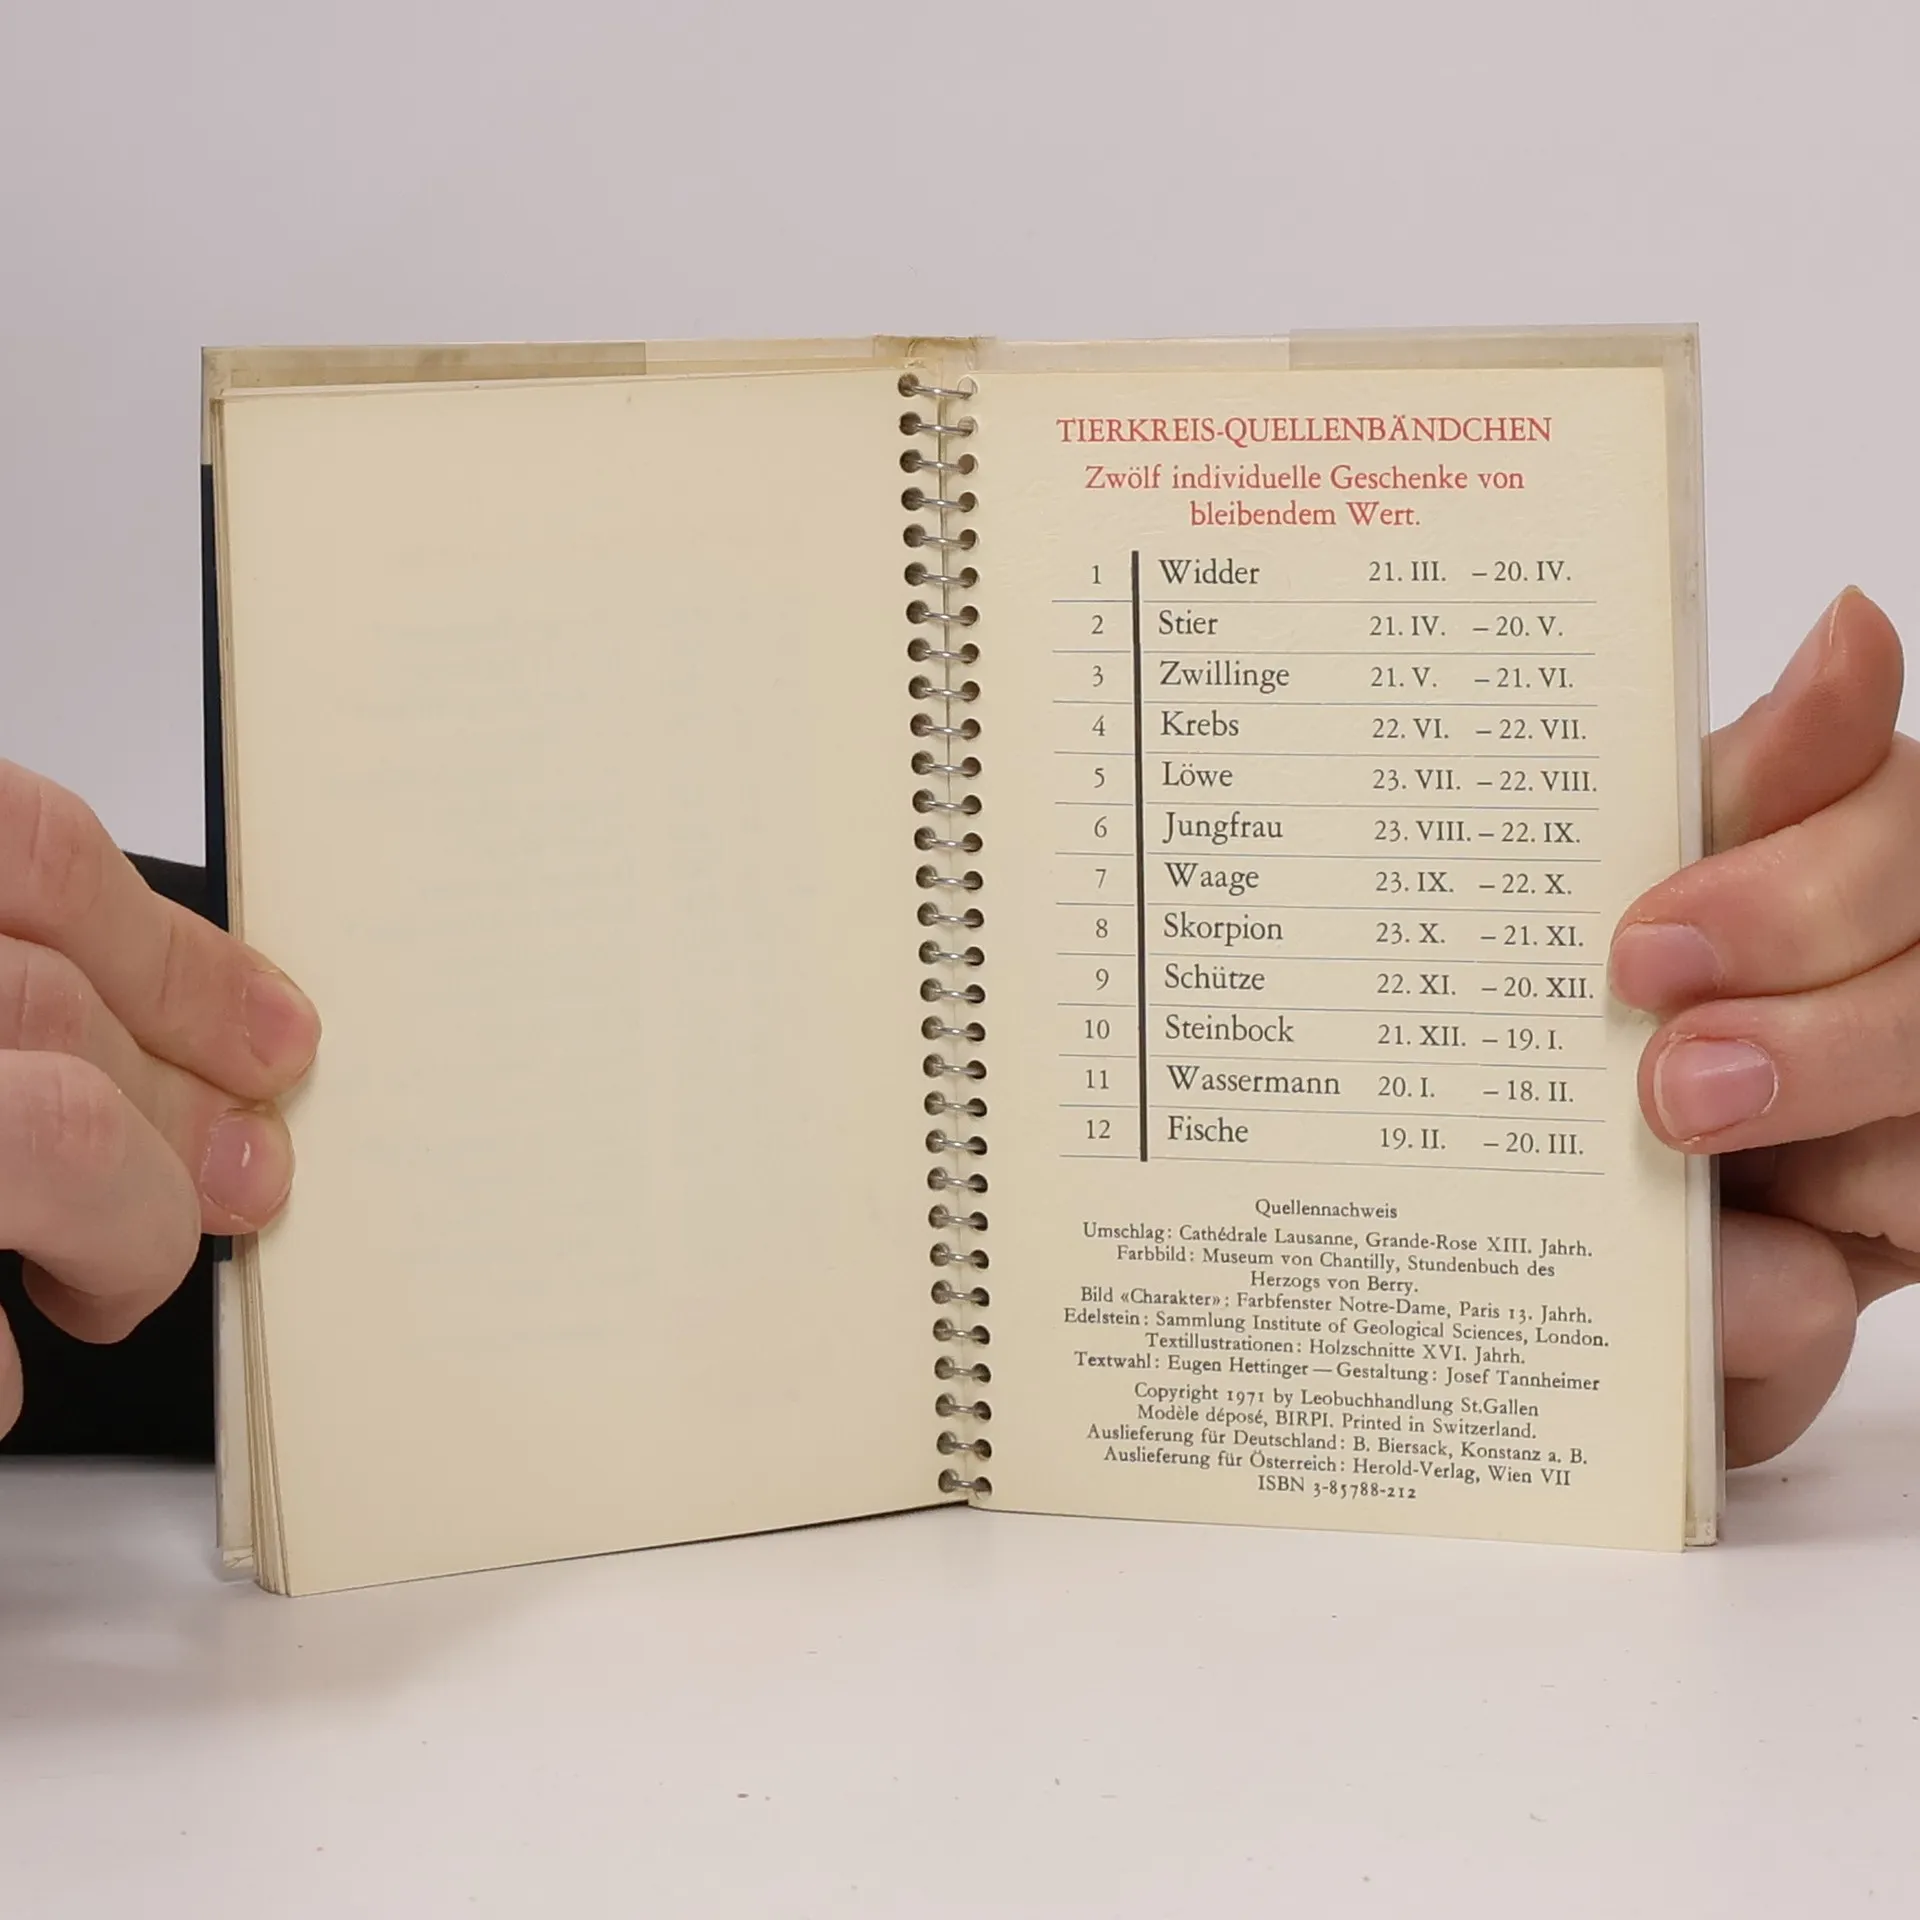 TIERKREIS-QUELLENBÄNDCHEN
Zwölf individuelle Geschenke von
bleibendem Wert.
1 Widder 21. III. – 20. IV.
2 Stier 21. IV. – 20. V.
3 Zwillinge 21. V. – 21. VI.
4 Krebs 22. VI. – 22. VII.
5 Löwe 23. VII. – 22. VIII.
6 Jungfrau 23. VIII. – 22. IX.
7 Waage 23. IX. – 22. X.
8 Skorpion 23. X. – 21. XI.
9 Schütze 22. XI. – 20. XII.
10 Steinbock 21. XII. – 19. I.
11 Wassermann 20. I. – 18. II.
12 Fische 19. II. – 20. III.
Quellennachweis
Umschlag: Cathédrale Lausanne, Grande-Rose XIII. Jahrh.
Farbbild: Museum von Chantilly, Stundenbuch des
Herzogs von Berry.
Bild «Charakter»: Farbfenster Notre-Dame, Paris 13. Jahrh.
Edelstein: Sammlung Institute of Geological Sciences, London.
Textillustrationen: Holzschnitte XVI. Jahrh.
Textwahl: Eugen Hettinger — Gestaltung: Josef Tannheimer
Copyright 1971 by Leobuchhandlung St.Gallen
Modèle déposé, BIRPI. Printed in Switzerland.
Auslieferung für Deutschland: B. Biersack, Konstanz a. B.
Auslieferung für Österreich: Herold-Verlag, Wien VII
ISBN 3-85788-212